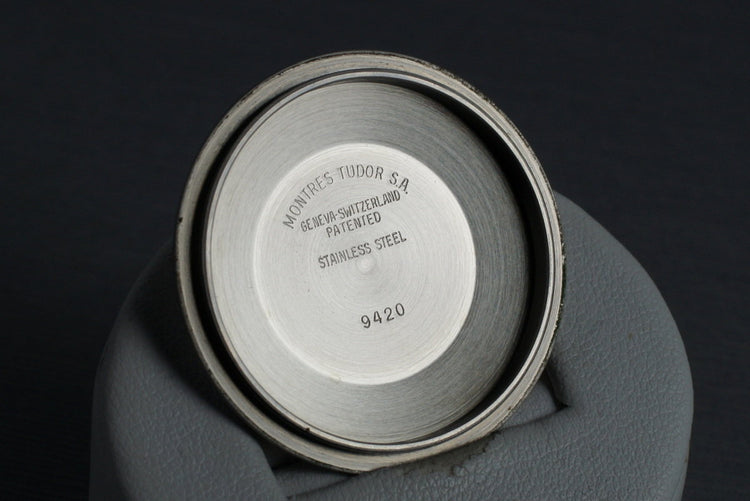 MONTRES TUDOR S.A.
GENEVA-SWITZERLAND
PATENTED
STAINLESS STEEL
9420